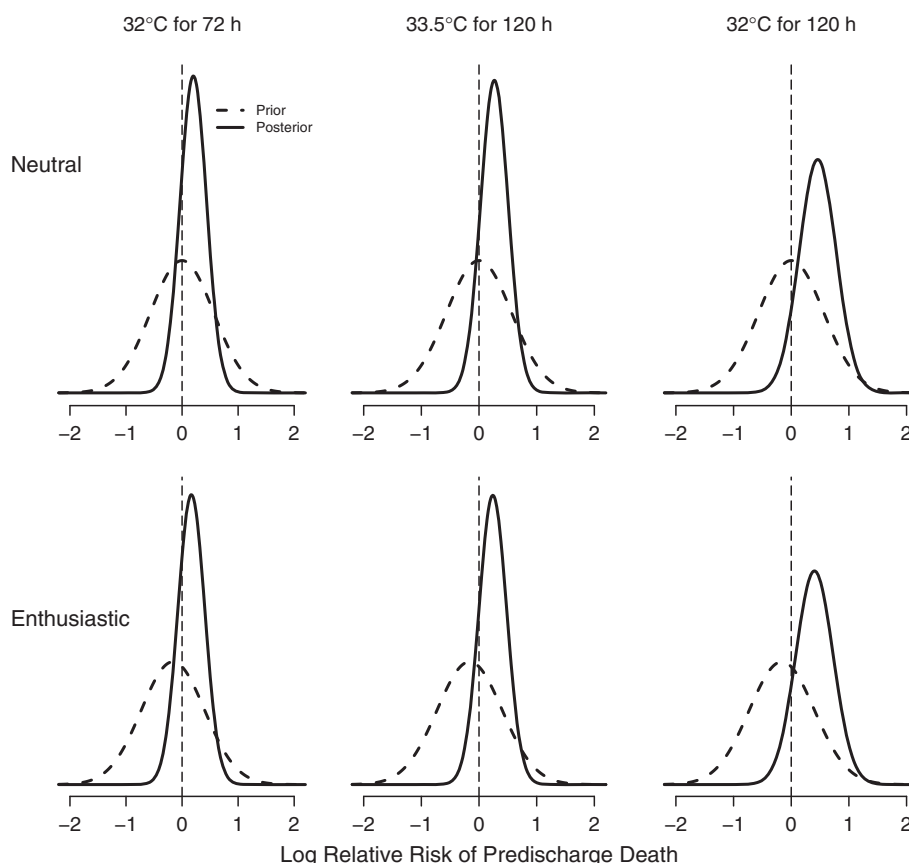 32°C for 72 h 33.5°C for 120 h 32°C for 120 h
Prior
Posterior
Neutral
−2 −1 0 1 2 −2 −1 0 1 2 −2 −1 0 1 2
Enthusiastic
−2 −1 0 1 2 −2 −1 0 1 2 −2 −1 0 1 2
Log Relative Risk of Predischarge Death